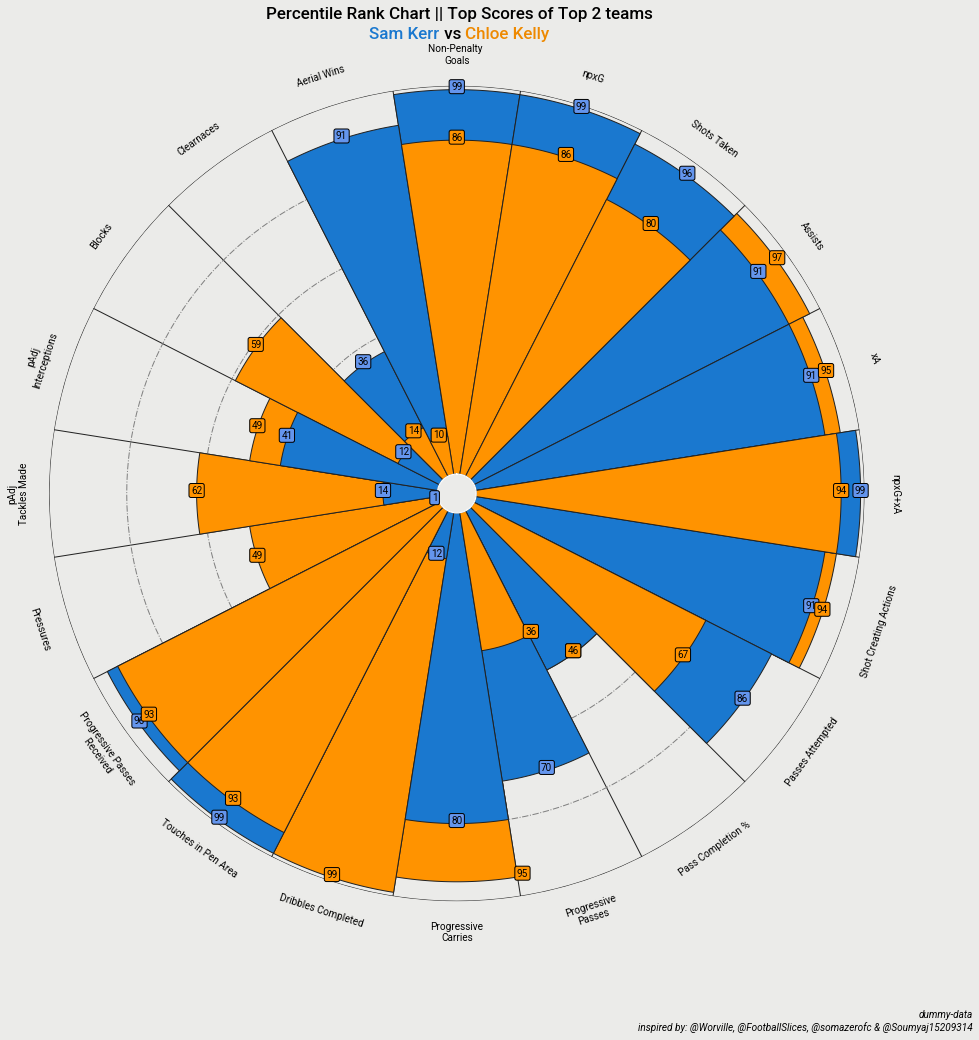 Percentile Rank Chart || Top Scores of Top 2 teams
Sam Kerr vs Chloe Kelly
Non-Penalty
Goals
npxG
Shots Taken
Assists
xA
npxG+xA
Shot Creating Actions
Passes Attempted
Pass Completion %
Progressive
Passes
Progressive
Carries
Dribbles Completed
Touches in Pen Area
Progressive Passes
Received
Pressures
pAdj
Tackles Made
pAdj
Interceptions
Blocks
Clearnaces
Aerial Wins
99
86
99
86
96
80
97
91
95
91
94
99
91
94
67
86
46
36
70
80
95
12
99
93
99
93
49
62
14
1
49
41
59
12
36
14
91
10
dummy-data
inspired by: @Worville, @FootballSlices, @somazerofc & @Soumyaj15209314